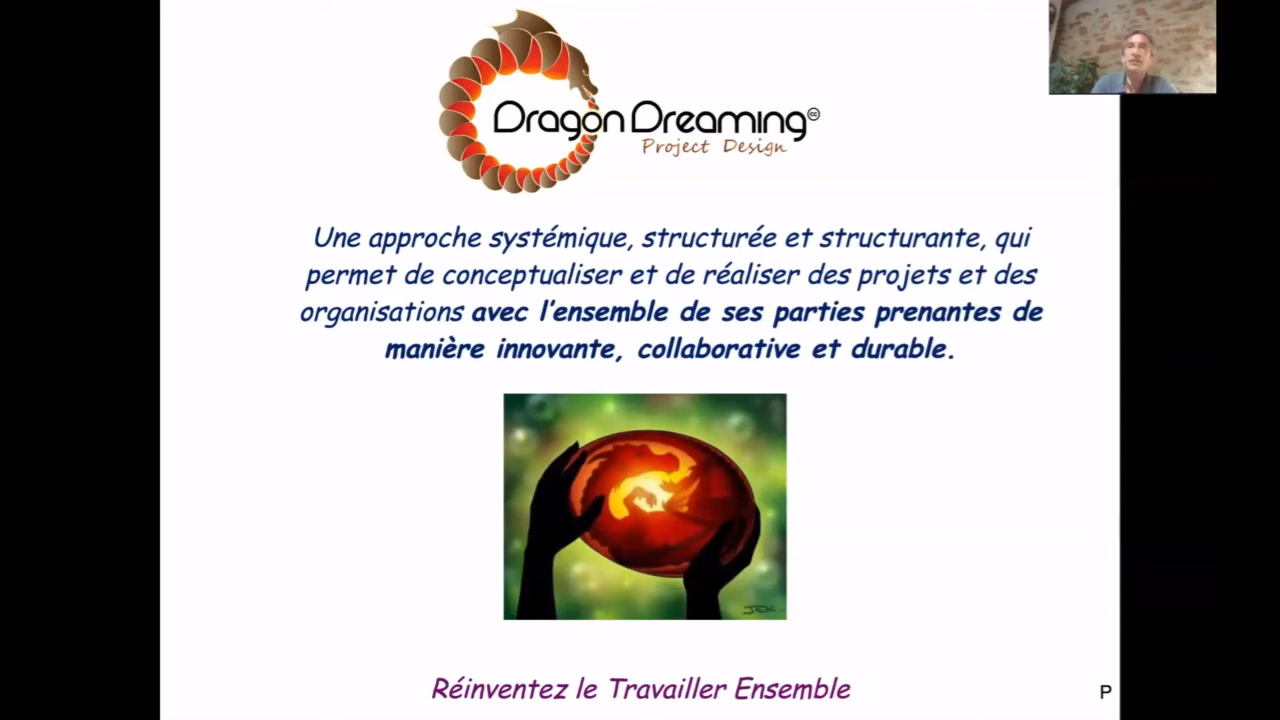 Dragon Dreaming
Project Design
Une approche systémique, structurée et structurante, qui
permet de conceptualiser et de réaliser des projets et des
organisations avec l'ensemble de ses parties prenantes de
manière innovante, collaborative et durable.
Réinventez le Travailler Ensemble
P